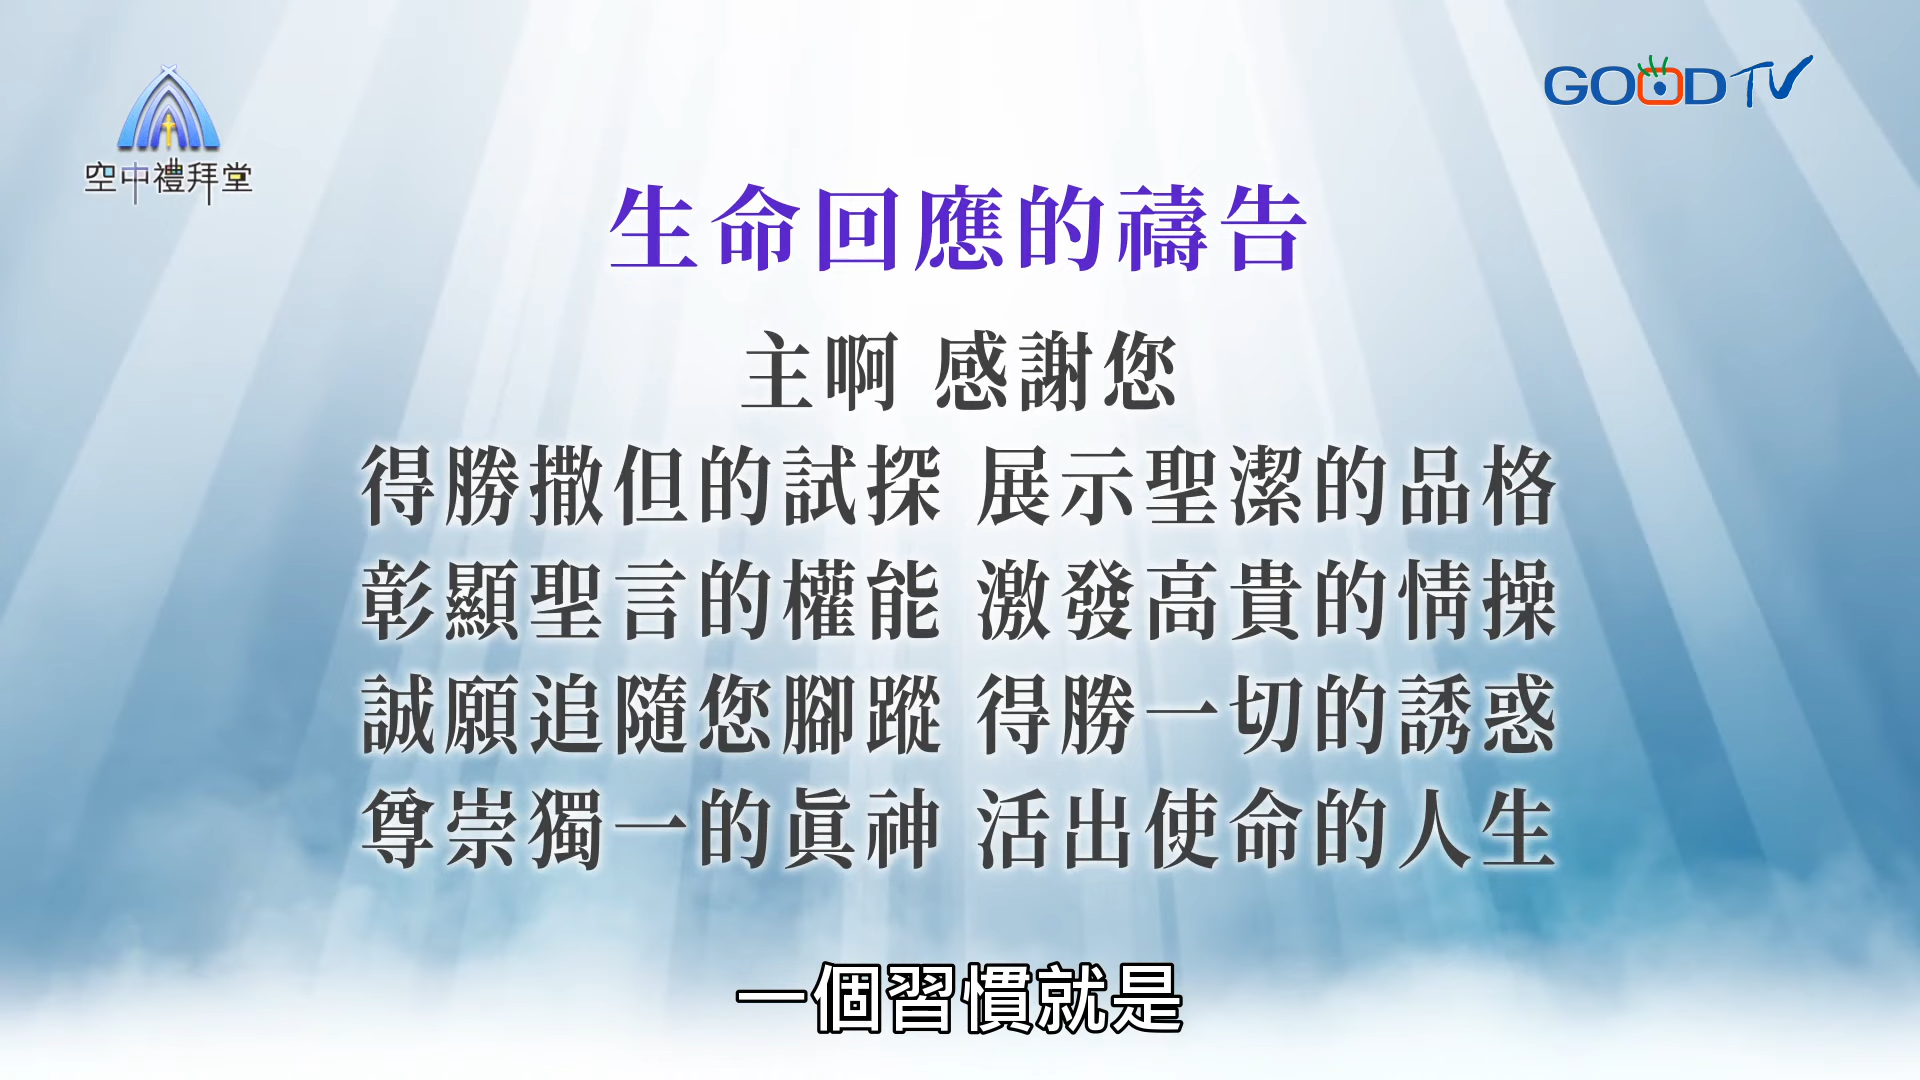 空中禮拜堂
GOOD TV
生命回應的禱告
主啊 感謝您
得勝撒但的試探 展示聖潔的品格
彰顯聖言的權能 激發高貴的情操
誠願追隨您腳蹤 得勝一切的誘惑
尊崇獨一的眞神 活出使命的人生
一個習慣就是